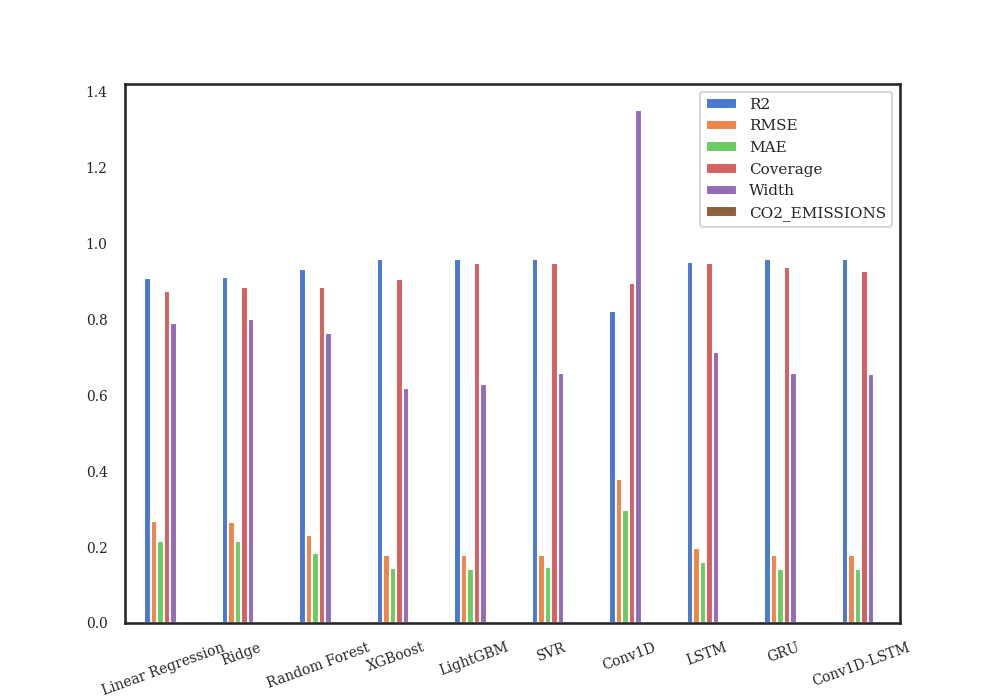 1.4
1.2
1.0
0.8
0.6
0.4
0.2
0.0
R2
RMSE
MAE
Coverage
Width
CO2_EMISSIONS
Linear Regression
Ridge
Random Forest
XGBoost
LightGBM
SVR
Conv1D
LSTM
GRU
Conv1D-LSTM